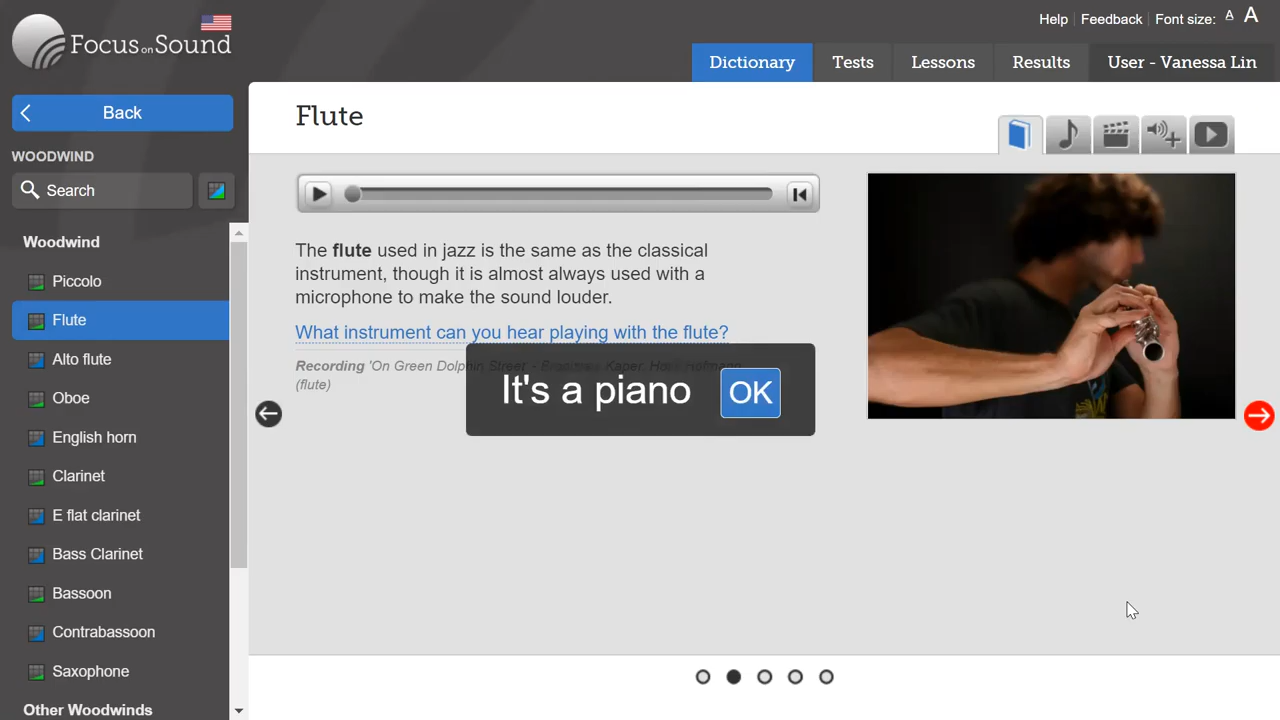 Focus on Sound
Help Feedback Font size: A A
Dictionary Tests Lessons Results User - Vanessa Lin
Back
WOODWIND
Search
Woodwind
Piccolo
Flute
Alto flute
Oboe
English horn
Clarinet
E flat clarinet
Bass Clarinet
Bassoon
Contrabassoon
Saxophone
Other Woodwinds
Flute
The flute used in jazz is the same as the classical
instrument, though it is almost always used with a
microphone to make the sound louder.
What instrument can you hear playing with the flute?
Recording 'On Green Dolphin Street - Kaper. Hofmann
(flute)
It's a piano OK